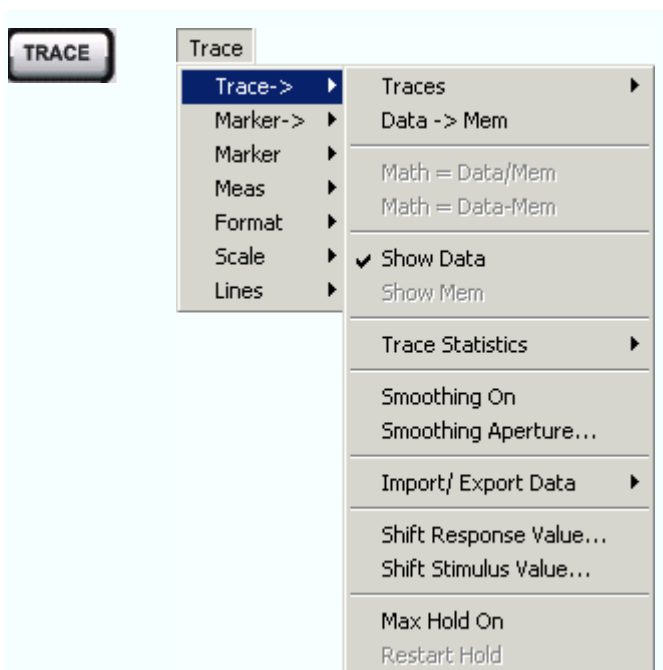 TRACE
Trace
Trace->
Marker->
Marker
Meas
Format
Scale
Lines
Traces
Data -> Mem
Math = Data/Mem
Math = Data-Mem
Show Data
Show Mem
Trace Statistics
Smoothing On
Smoothing Aperture...
Import/ Export Data
Shift Response Value...
Shift Stimulus Value...
Max Hold On
Restart Hold